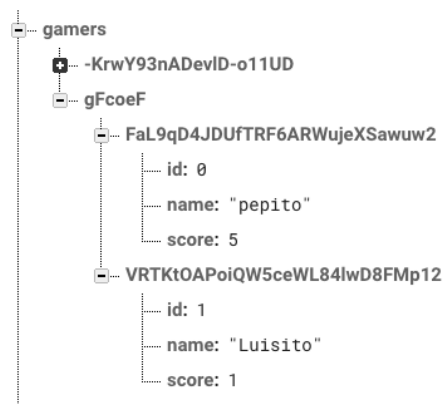 gamers
-KrwY93nADevlD-o11UD
gFcoeF
FaL9qD4JDUfTRF6ARWujeXSawuw2
id: 0
name: "pepito"
score: 5
VRTKtOAPoiQW5ceWL84lwD8FMp12
id: 1
name: "Luisito"
score: 1